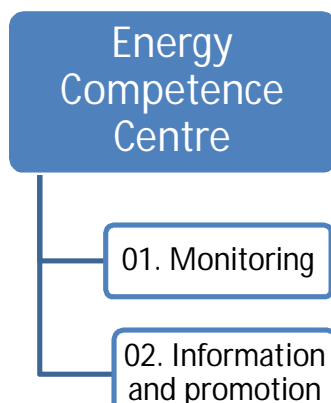 Energy
Competence
Centre
01. Monitoring
02. Information
and promotion